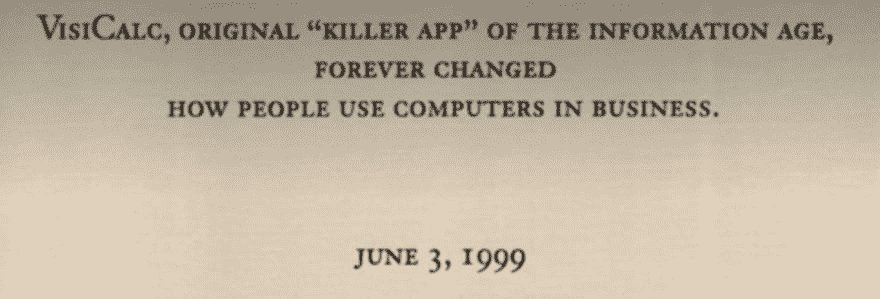 VisiCalc, original “killer app” of the information age,
forever changed
how people use computers in business.
June 3, 1999